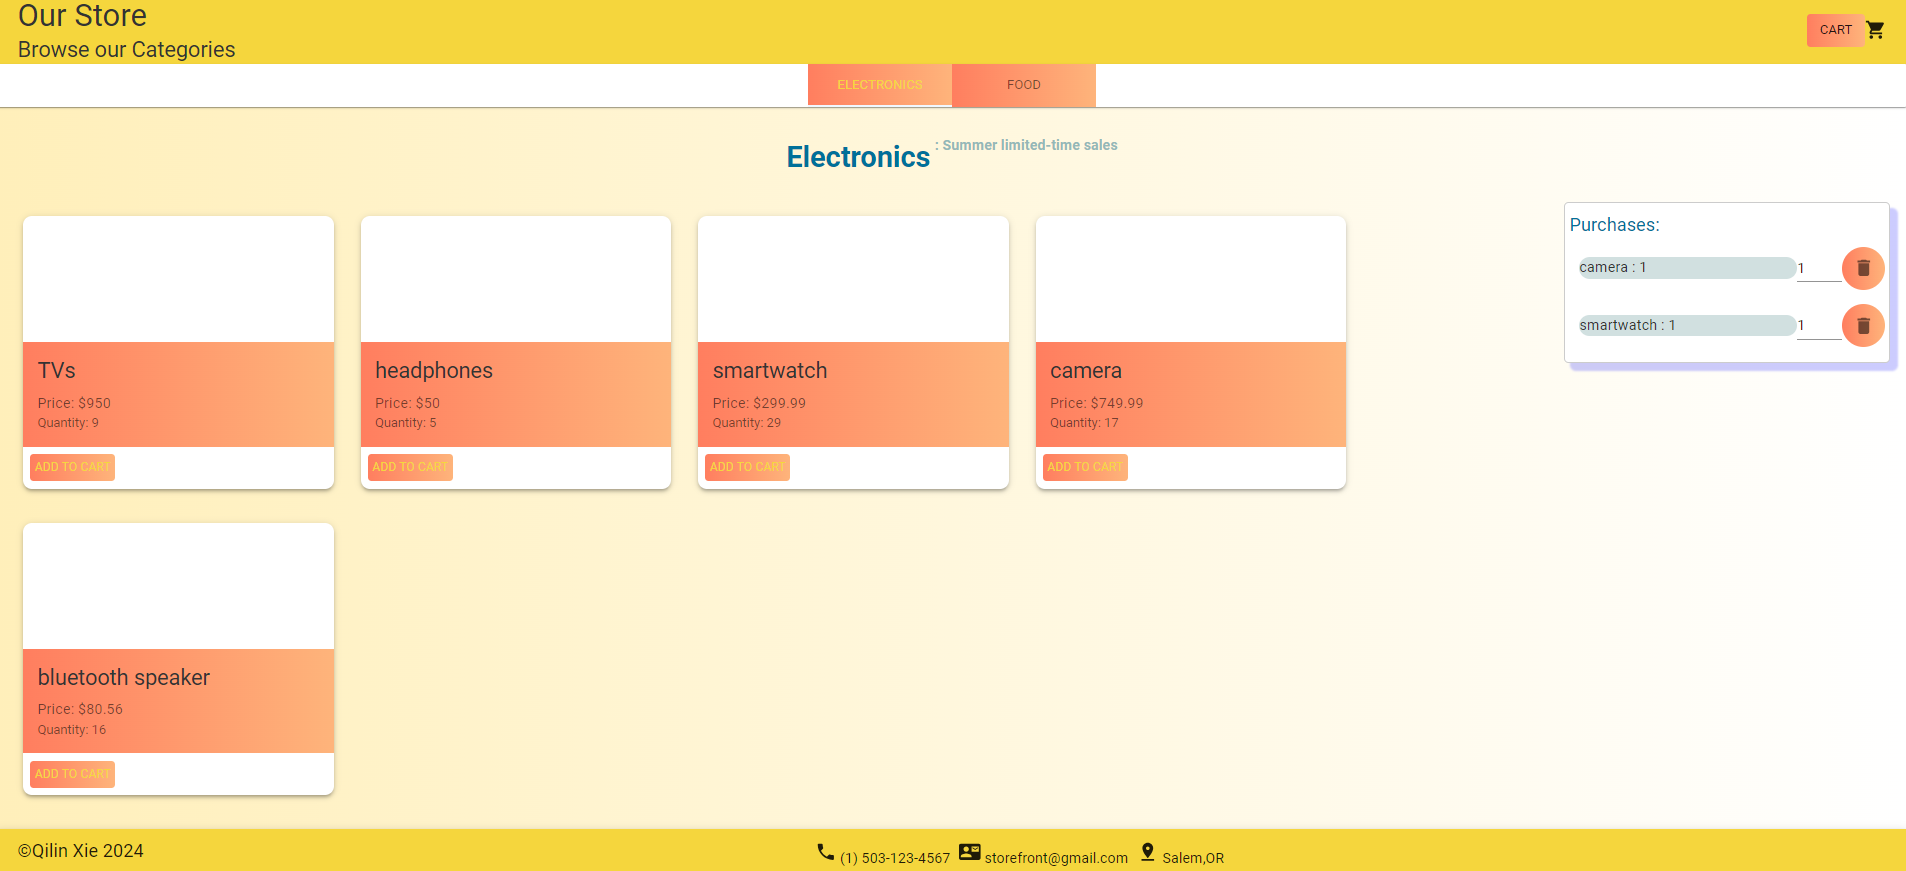 Our Store
Browse our Categories
CART
ELECTRONICS
FOOD
Electronics : Summer limited-time sales
TVs
Price: $950
Quantity: 9
ADD TO CART
headphones
Price: $50
Quantity: 5
ADD TO CART
smartwatch
Price: $299.99
Quantity: 29
ADD TO CART
camera
Price: $749.99
Quantity: 17
ADD TO CART
Purchases:
camera : 1
1
smartwatch : 1
1
bluetooth speaker
Price: $80.56
Quantity: 16
ADD TO CART
©Qilin Xie 2024
(1) 503-123-4567
storefront@gmail.com
Salem,OR